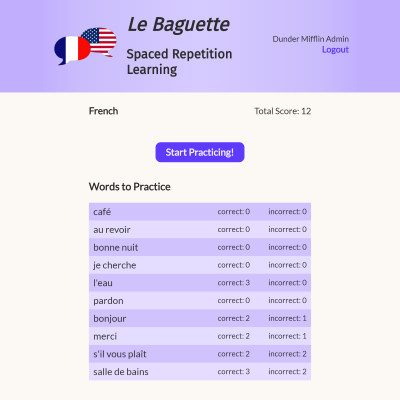 Le Baguette
Spaced Repetition
Learning
Dunder Mifflin Admin
Logout
French
Total Score: 12
Start Practicing!
Words to Practice
café correct: 0 incorrect: 0
au revoir correct: 0 incorrect: 0
bonne nuit correct: 0 incorrect: 0
je cherche correct: 0 incorrect: 0
l'eau correct: 3 incorrect: 0
pardon correct: 0 incorrect: 0
bonjour correct: 2 incorrect: 1
merci correct: 2 incorrect: 1
s'il vous plaît correct: 2 incorrect: 2
salle de bains correct: 3 incorrect: 2